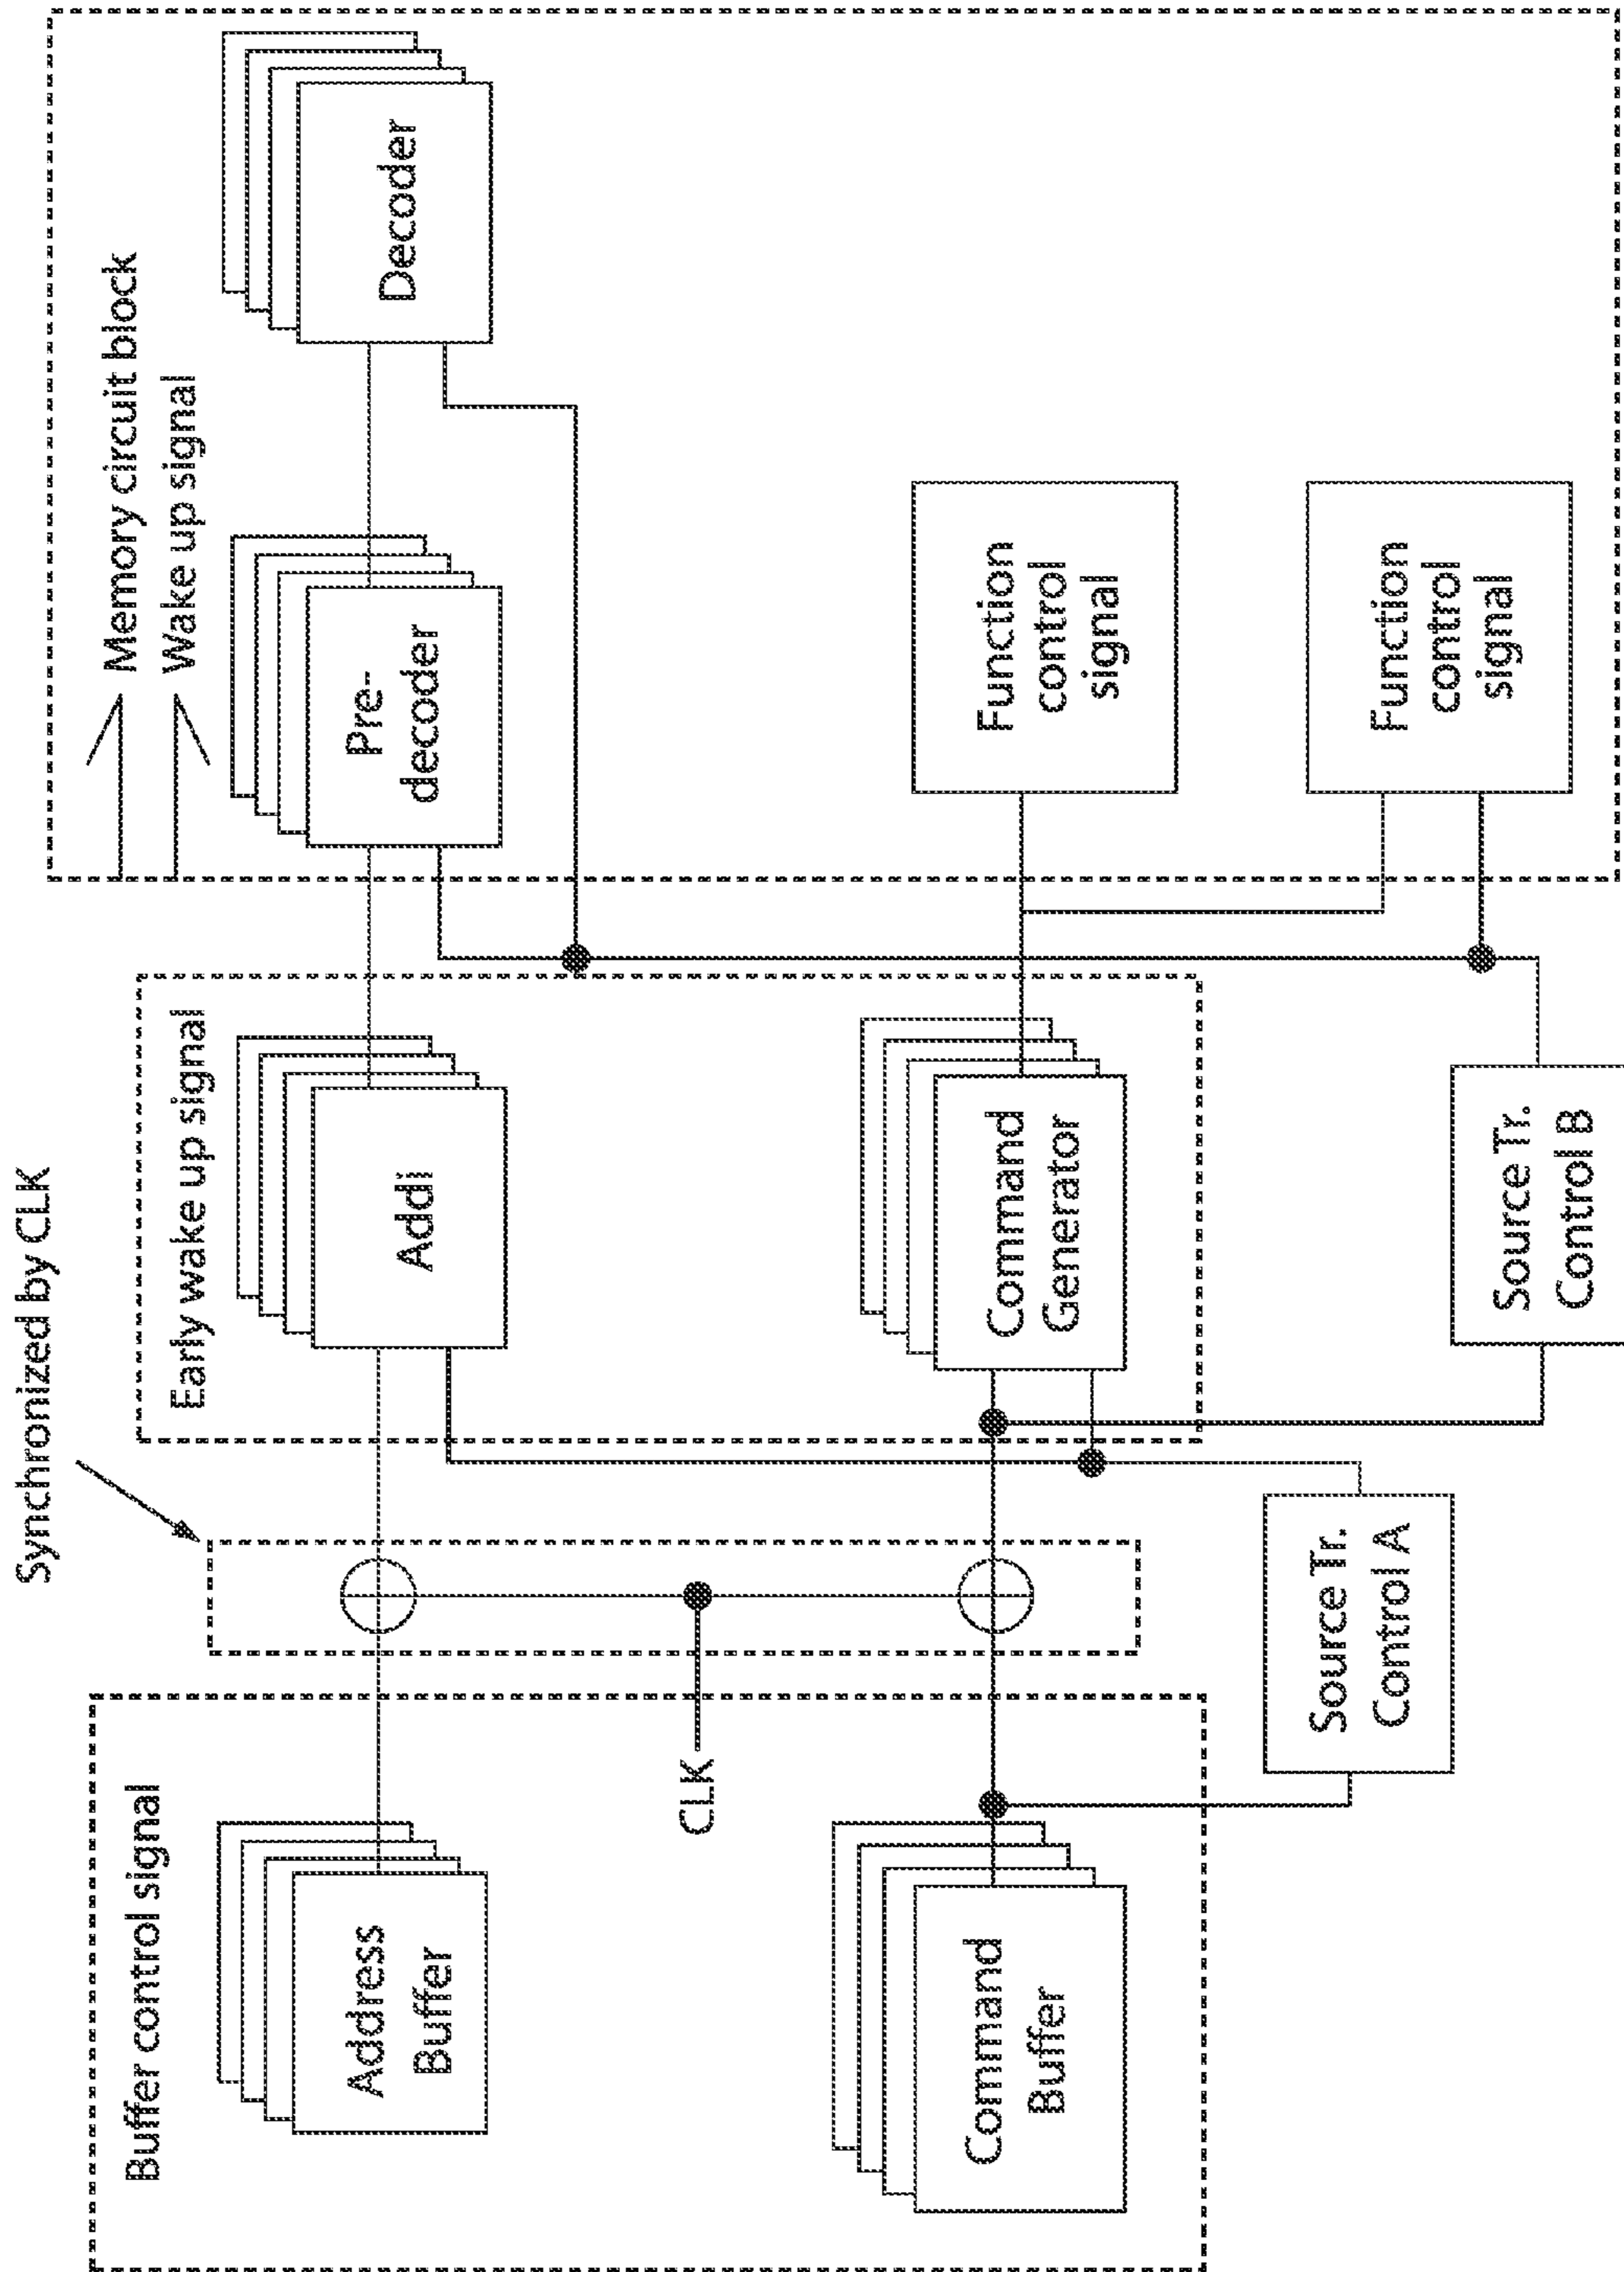 Synchronized by CLK
Buffer control signal
Address
Buffer
CLK
Command
Buffer
Early wake up signal
Addi
Command
Generator
Source Tr.
Control A
Source Tr.
Control B
Memory circuit block
Wake up signal
Pre-
decoder
Decoder
Function
control
signal
Function
control
signal